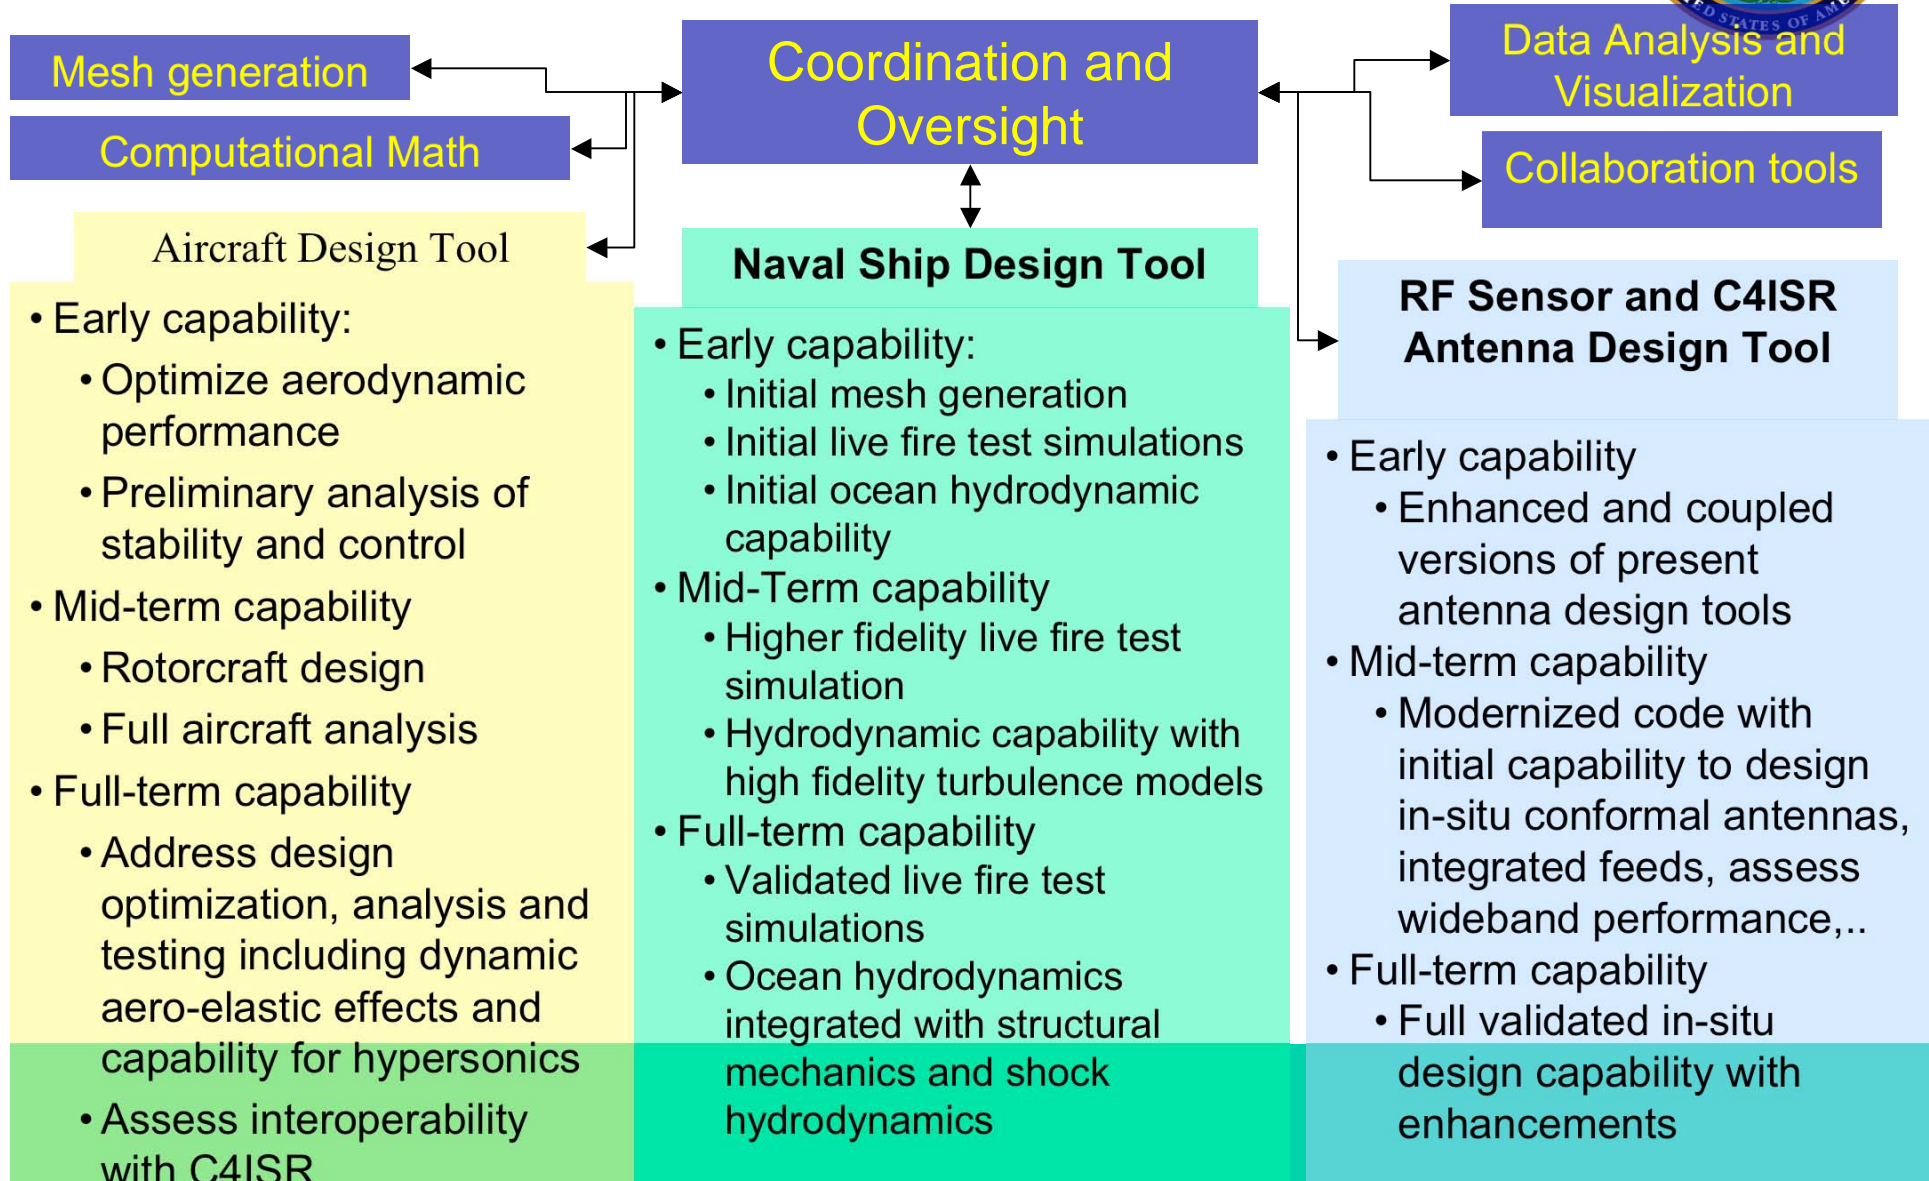 STATES OF AM
Mesh generation
Computational Math
Coordination and
Oversight
Data Analysis and
Visualization
Collaboration tools
Aircraft Design Tool
• Early capability:
• Optimize aerodynamic
performance
• Preliminary analysis of
stability and control
• Mid-term capability
• Rotorcraft design
• Full aircraft analysis
• Full-term capability
• Address design
optimization, analysis and
testing including dynamic
aero-elastic effects and
capability for hypersonics
• Assess interoperability
with C4ISR
Naval Ship Design Tool
• Early capability:
• Initial mesh generation
• Initial live fire test simulations
• Initial ocean hydrodynamic
capability
• Mid-Term capability
• Higher fidelity live fire test
simulation
• Hydrodynamic capability with
high fidelity turbulence models
• Full-term capability
• Validated live fire test
simulations
• Ocean hydrodynamics
integrated with structural
mechanics and shock
hydrodynamics
RF Sensor and C4ISR
Antenna Design Tool
• Early capability
• Enhanced and coupled
versions of present
antenna design tools
• Mid-term capability
• Modernized code with
initial capability to design
in-situ conformal antennas,
integrated feeds, assess
wideband performance,..
• Full-term capability
• Full validated in-situ
design capability with
enhancements